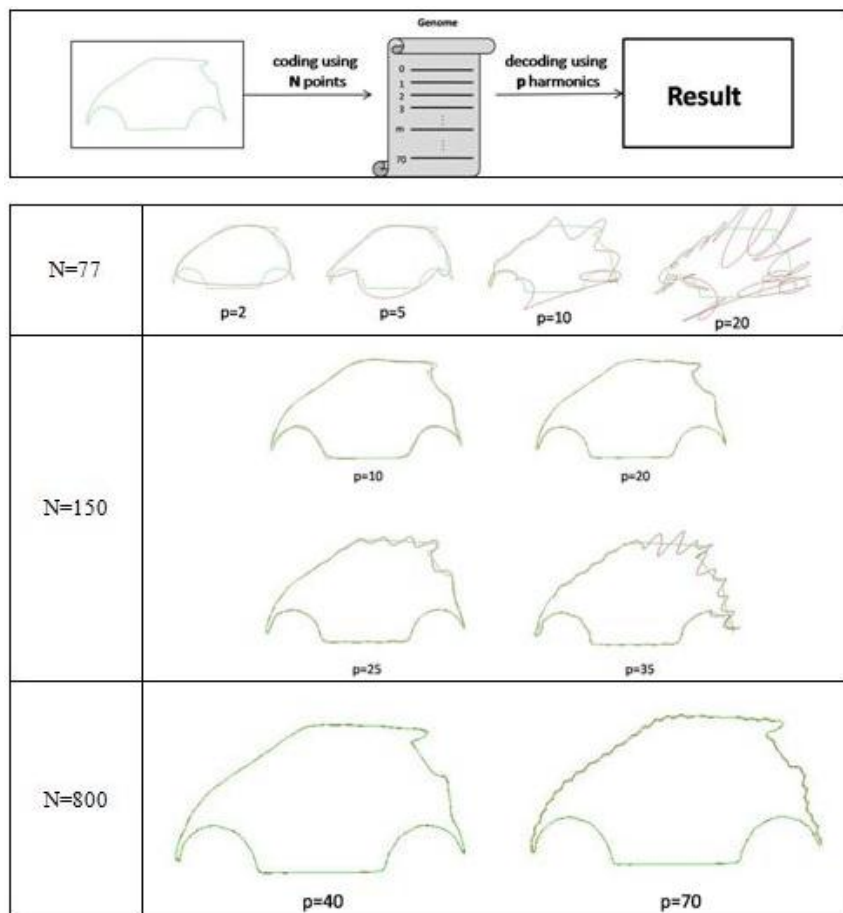 Genome
coding using
N points
0
1
2
3
⋮
m
⋮
70
decoding using
p harmonics
Result
N=77
p=2
p=5
p=10
p=20
N=150
p=10
p=20
p=25
p=35
N=800
p=40
p=70